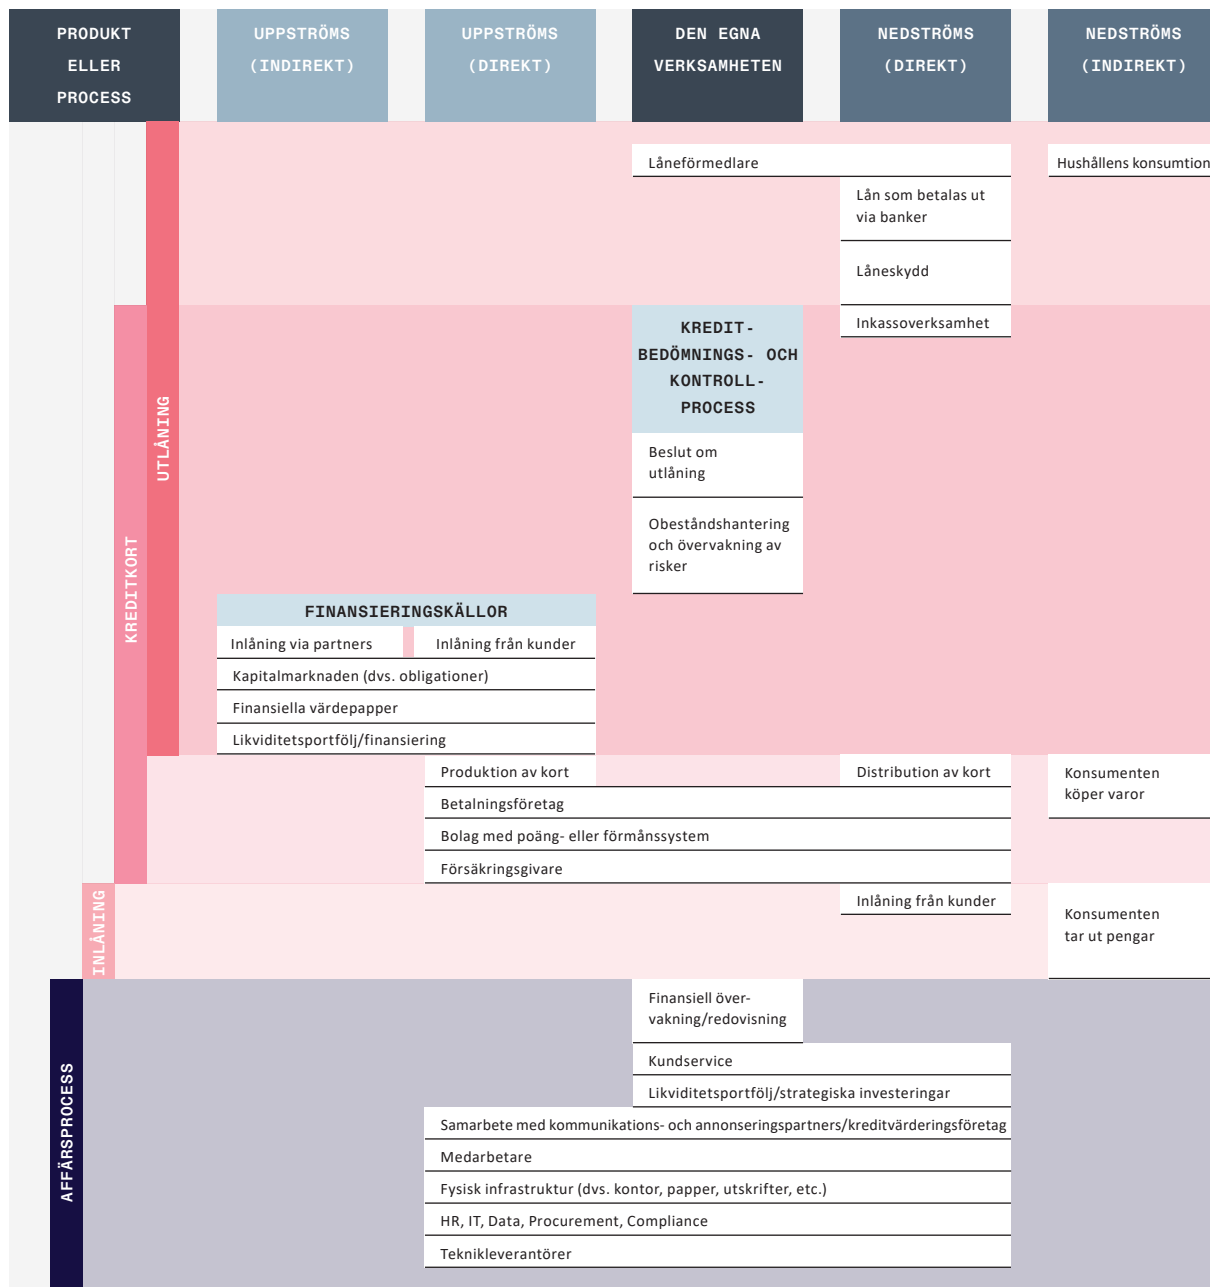 PRODUKT
ELLER
PROCESS
UPPSTRÖMS
(INDIREKT)
UPPSTRÖMS
(DIREKT)
DEN EGNA
VERKSAMHETEN
NEDSTRÖMS
(DIREKT)
NEDSTRÖMS
(INDIREKT)
UTLÅNING
Låneförmedlare
Hushållens konsumtion
Lån som betalas ut
via banker
Låneskydd
Inkassoverksamhet
KREDITKORT
KREDIT-
BEDÖMNINGS- OCH
KONTROLL-
PROCESS
Beslut om
utlåning
Obeståndshantering
och övervakning av
risker
FINANSIERINGSKÄLLOR
Inlåning via partners
Inlåning från kunder
Kapitalmarknaden (dvs. obligationer)
Finansiella värdepapper
Likviditetsportfölj/finansiering
Produktion av kort
Distribution av kort
Konsumenten
köper varor
Betalningsföretag
Bolag med poäng- eller förmånssystem
Försäkringsgivare
INLÅNING
Inlåning från kunder
Konsumenten
tar ut pengar
AFFÄRSPROCESS
Finansiell över-
vakning/redovisning
Kundservice
Likviditetsportfölj/strategiska investeringar
Samarbete med kommunikations- och annonseringspartners/kreditvärderingsföretag
Medarbetare
Fysisk infrastruktur (dvs. kontor, papper, utskrifter, etc.)
HR, IT, Data, Procurement, Compliance
Teknikleverantörer